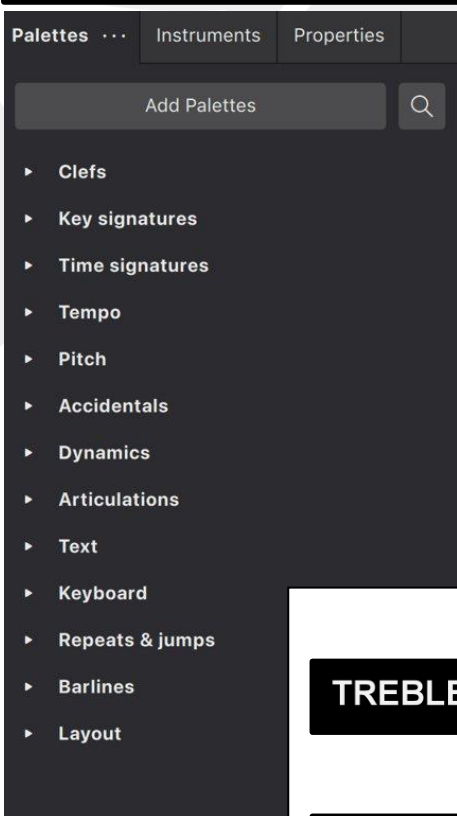 Palettes ··· Instruments Properties
Add Palettes
Clefs
Key signatures
Time signatures
Tempo
Pitch
Accidentals
Dynamics
Articulations
Text
Keyboard
Repeats & jumps
Barlines
Layout
TREBLE